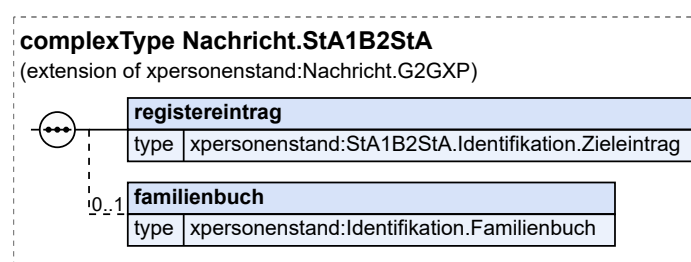 complexType Nachricht.StA1B2StA
(extension of xpersonenstand:Nachricht.G2GXP)
registereintrag
type xpersonenstand:StA1B2StA.Identifikation.Zieleintrag
0..1 familienbuch
type xpersonenstand:Identifikation.Familienbuch